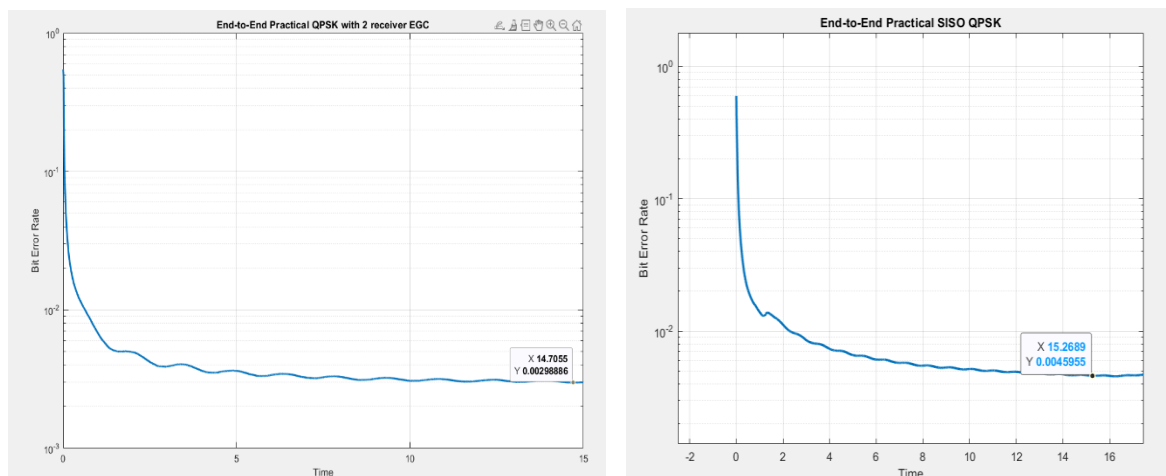 End-to-End Practical QPSK with 2 receiver EGC
10^0
10^-1
10^-2
10^-3
Bit Error Rate
X 14.7055
Y 0.00298886
0 5 10 15
Time
End-to-End Practical SISO QPSK
10^0
10^-1
10^-2
Bit Error Rate
X 15.2689
Y 0.0045955
-2 0 2 4 6 8 10 12 14 16
Time